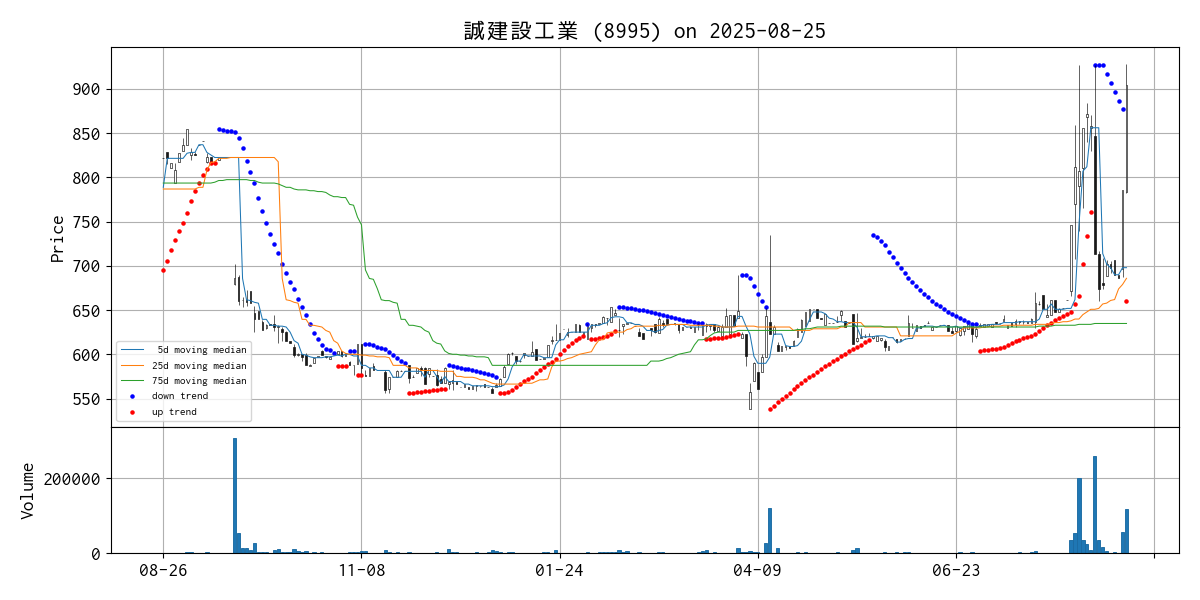 誠建設工業 (8995) on 2025-08-25
Price
900
850
800
750
700
650
600
550
5d moving median
25d moving median
75d moving median
down trend
up trend
Volume
200000
0
08-26
11-08
01-24
04-09
06-23